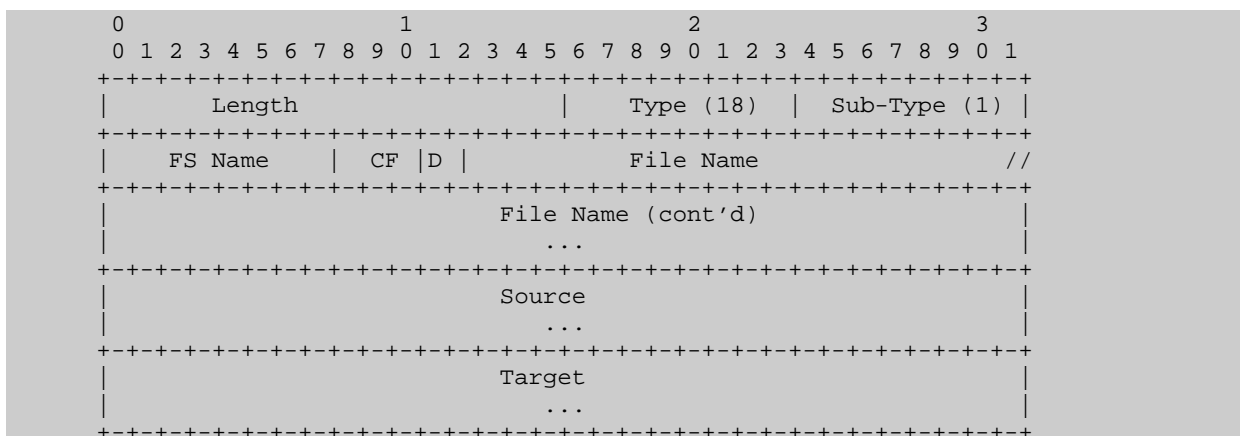 0                   1                   2                   3
 0 1 2 3 4 5 6 7 8 9 0 1 2 3 4 5 6 7 8 9 0 1 2 3 4 5 6 7 8 9 0 1
+-+-+-+-+-+-+-+-+-+-+-+-+-+-+-+-+-+-+-+-+-+-+-+-+-+-+-+-+-+-+-+-+
|       Length                  |    Type (18)  |  Sub-Type (1) |
+-+-+-+-+-+-+-+-+-+-+-+-+-+-+-+-+-+-+-+-+-+-+-+-+-+-+-+-+-+-+-+-+
|    FS Name    |  CF |D |           File Name                 //
+-+-+-+-+-+-+-+-+-+-+-+-+-+-+-+-+-+-+-+-+-+-+-+-+-+-+-+-+-+-+-+-+
|                           File Name (cont’d)                  |
|                              ...                              |
+-+-+-+-+-+-+-+-+-+-+-+-+-+-+-+-+-+-+-+-+-+-+-+-+-+-+-+-+-+-+-+-+
|                           Source                              |
|                              ...                              |
+-+-+-+-+-+-+-+-+-+-+-+-+-+-+-+-+-+-+-+-+-+-+-+-+-+-+-+-+-+-+-+-+
|                           Target                              |
|                              ...                              |
+-+-+-+-+-+-+-+-+-+-+-+-+-+-+-+-+-+-+-+-+-+-+-+-+-+-+-+-+-+-+-+-+